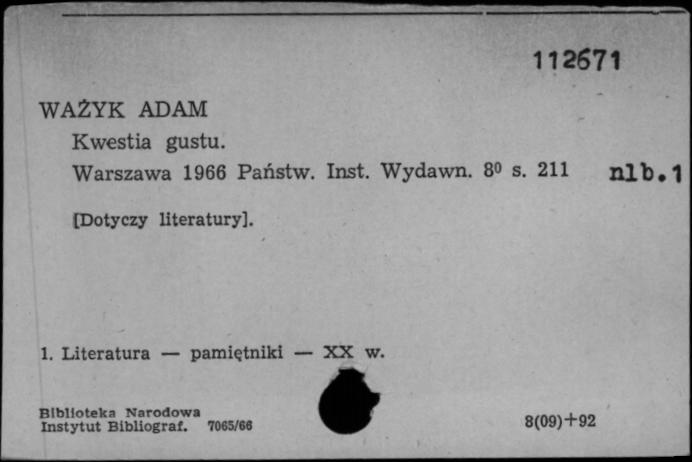 112671
WAŻYK ADAM
Kwestia gustu.
Warszawa 1966 Państw. Inst. Wydawn. 8⁰ s. 211 nlb.1
[Dotyczy literatury].
1. Literatura — pamiętniki — XX w.
Biblioteka Narodowa
Instytut Bibliograf. 7065/66
8(09)+92